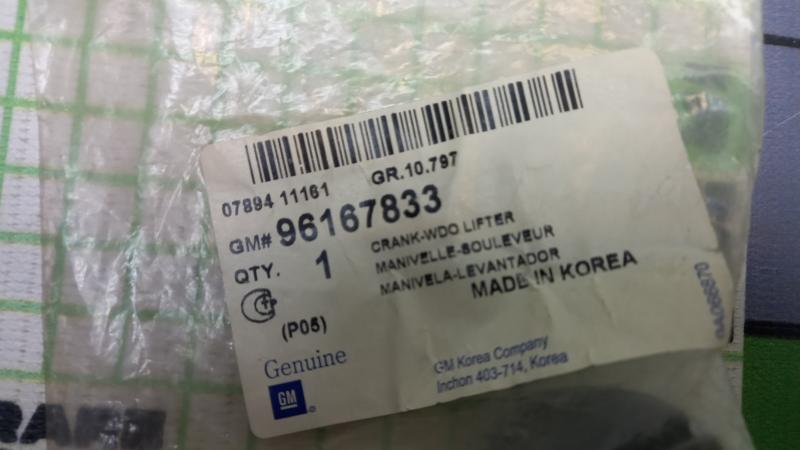 07894 11161
GR.10.797
GM# 96167833
QTY. 1
CRANK-WDO LIFTER
MANIVELLE-SOULEVEUR
MANIVELA-LEVANTADOR
MADE IN KOREA
(P05)
Genuine
GM
GM Korea Company
Inchon 403-714, Korea